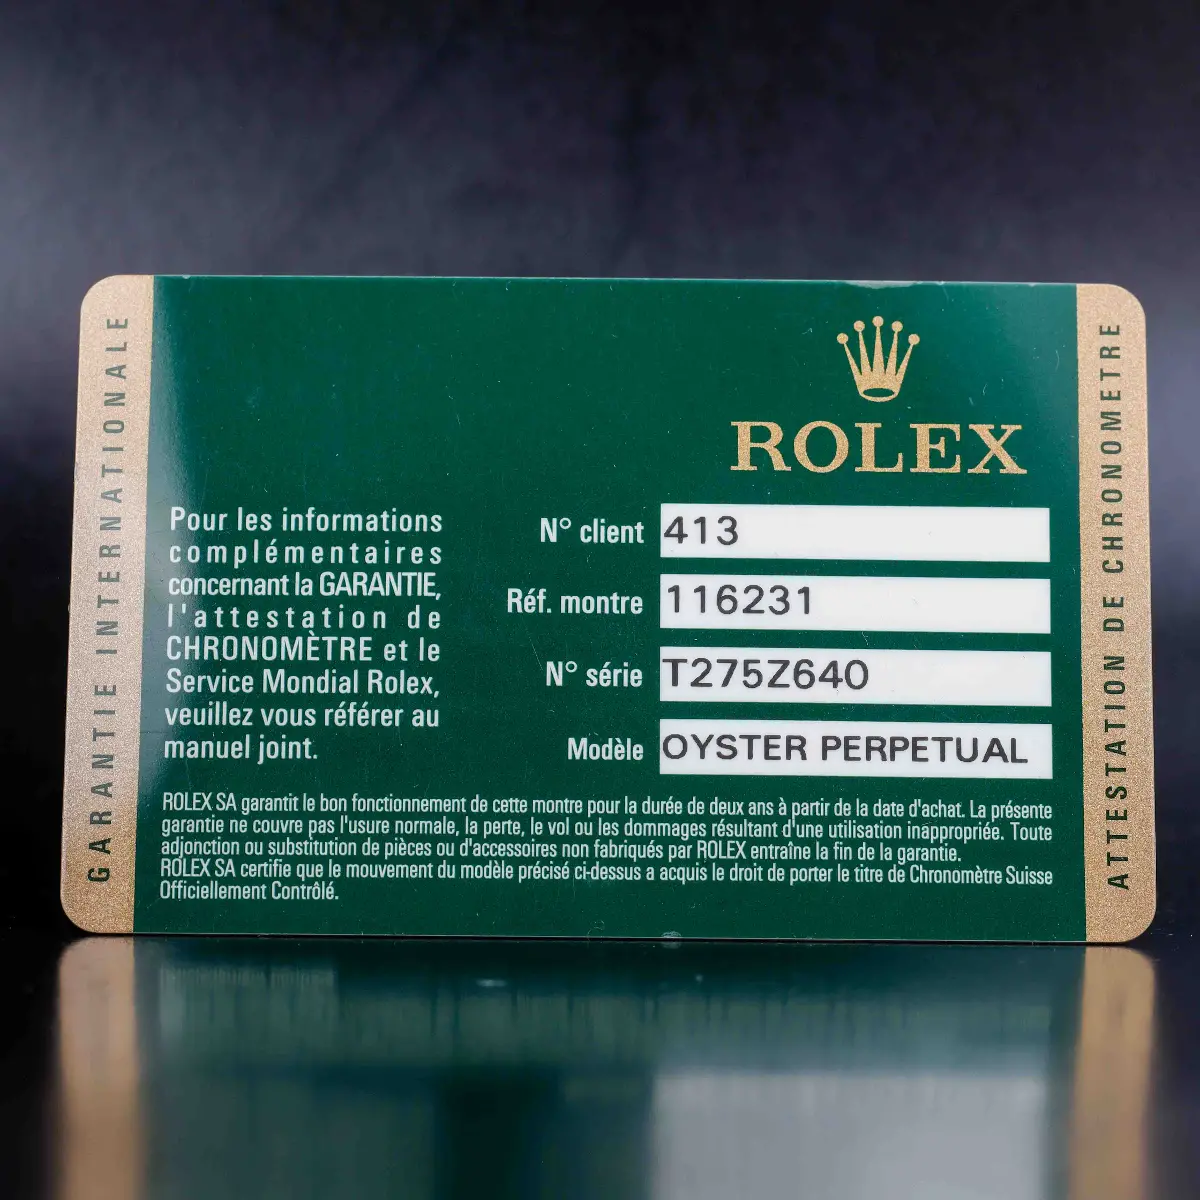 GARANTIE INTERNATIONALE
ROLEX
Pour les informations
complémentaires
concernant la GARANTIE,
l'attestation de
CHRONOMÈTRE et le
Service Mondial Rolex,
veuillez vous référer au
manuel joint.
N° client 413
Réf. montre 116231
N° série T275Z640
Modèle OYSTER PERPETUAL
ROLEX SA garantit le bon fonctionnement de cette montre pour la durée de deux ans à partir de la date d'achat. La présente
garantie ne couvre pas l'usure normale, la perte, le vol ou les dommages résultant d'une utilisation inappropriée. Toute
adjonction ou substitution de pièces ou d'accessoires non fabriqués par ROLEX entraîne la fin de la garantie.
ROLEX SA certifie que le mouvement du modèle précisé ci-dessus a acquis le droit de porter le titre de Chronomètre Suisse
Officiellement Contrôlé.
ATTESTATION DE CHRONOMETRE